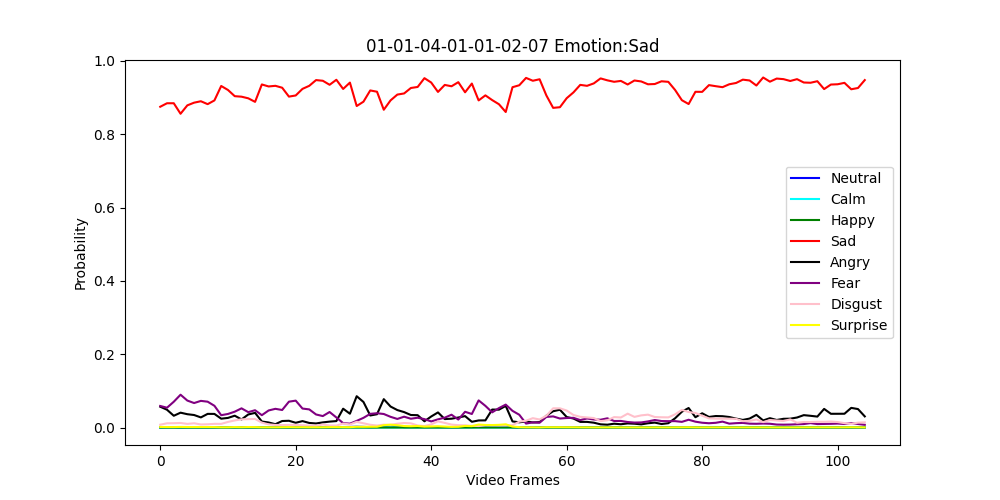 01-01-04-01-01-02-07 Emotion:Sad
1.0
0.8
0.6
0.4
0.2
0.0
Probability
Neutral
Calm
Happy
Sad
Angry
Fear
Disgust
Surprise
0 20 40 60 80 100
Video Frames